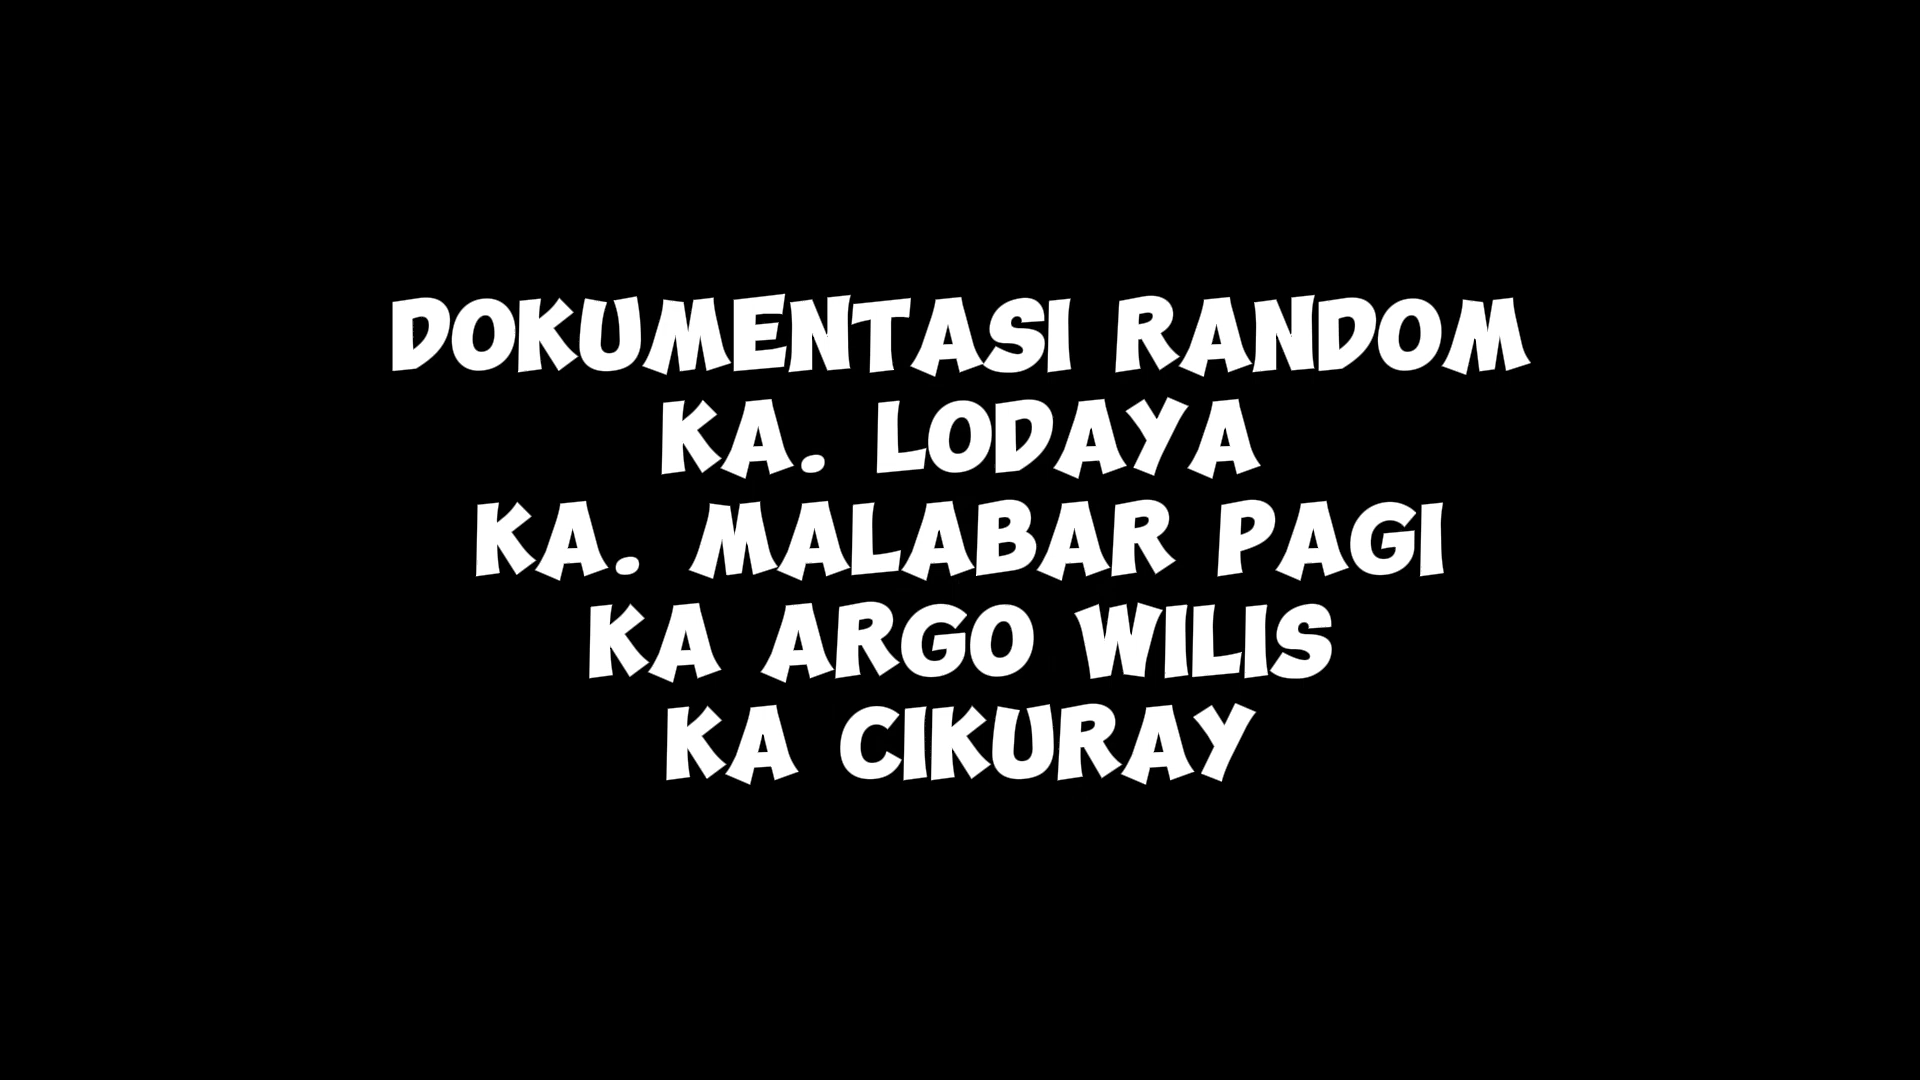 DOKUMENTASI RANDOM
KA. LODAYA
KA. MALABAR PAGI
KA ARGO WILIS
KA CIKURAY